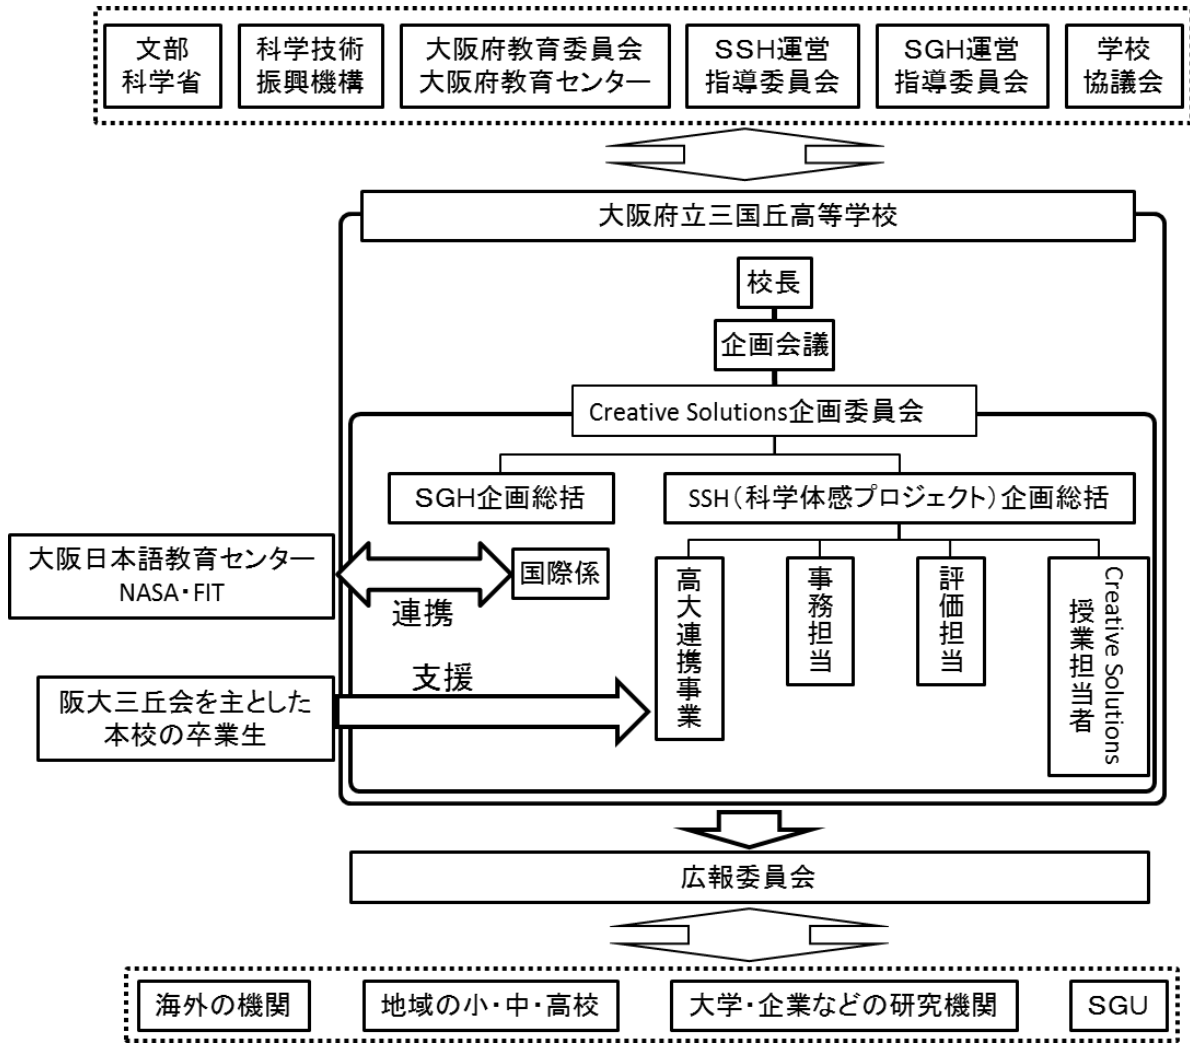 文部
科学省
科学技術
振興機構
大阪府教育委員会
大阪府教育センター
SSH運営
指導委員会
SGH運営
指導委員会
学校
協議会
大阪府立三国丘高等学校
校長
企画会議
Creative Solutions企画委員会
SGH企画総括
SSH(科学体感プロジェクト)企画総括
大阪日本語教育センター
NASA・FIT
連携
国際係
高大連携事業
事務担当
評価担当
Creative Solutions
授業担当者
支援
阪大三丘会を主とした
本校の卒業生
広報委員会
海外の機関
地域の小・中・高校
大学・企業などの研究機関
SGU